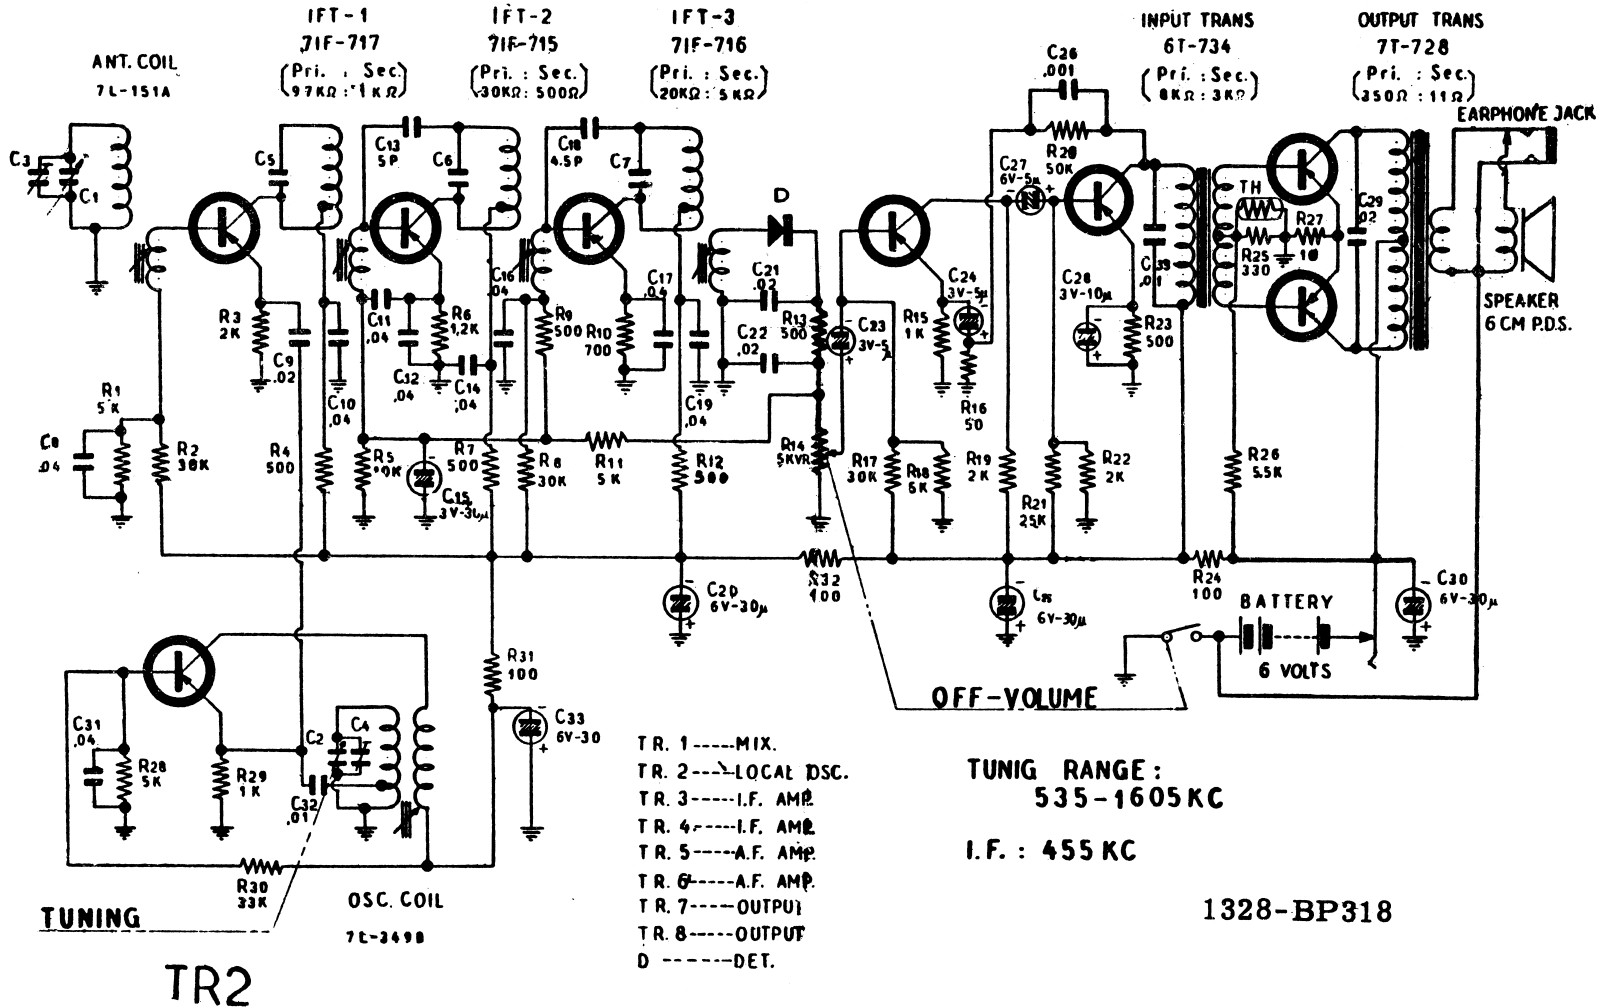 IFT-1
7IF-717
(Pri. : Sec.)
97KΩ : 1KΩ
IFT-2
7IF-715
(Pri. : Sec.)
30KΩ: 500Ω
IFT-3
7IF-716
(Pri. : Sec.)
20KΩ: 5KΩ
INPUT TRANS
6T-734
(Pri. : Sec.)
8KΩ: 3KΩ
OUTPUT TRANS
7T-728
(Pri. : Sec.)
350Ω: 11Ω
ANT. COIL
7L-151A
EARPHONE JACK
C26
.001
C3
C1
C5
C13
5P
C6
C18
4.5P
C7
D
C27
6V-5μ
R20
50K
TH
R27
10
R25
330
C29
.02
R3
2K
C9
.02
C10
.04
C11
.04
R6
1,2K
C12
.04
C14
.04
C16
.04
R9
500
R10
700
C17
.04
C19
.04
C21
.02
C22
.02
R13
500
C23
3V-5μ
R15
1K
C24
3V-5μ
R16
50
C28
3V-10μ
R23
500
.01
SPEAKER
6 CM P.D.S.
R1
5K
C8
.04
R2
38K
R4
500
R5
C15
3V-30μ
R7
500
R8
30K
R11
5K
R12
500
R14
5KVR
R17
30K
R18
5K
R19
2K
R21
25K
R22
2K
R26
5.5K
R32
100
R24
100
C20
6V-30μ
6V-30μ
BATTERY
6 VOLTS
C30
6V-30μ
R31
100
C33
6V-30
OFF-VOLUME
C31
.04
R28
5K
R29
1K
C2
C4
C32
.01
R30
33K
OSC. COIL
7L-349B
TUNING
TR2
TR. 1-----MIX.
TR. 2-----LOCAL OSC.
TR. 3-----I.F. AMP.
TR. 4-----I.F. AMP.
TR. 5-----A.F. AMP.
TR. 6-----A.F. AMP.
TR. 7-----OUTPUT
TR. 8-----OUTPUT
D ------DET.
TUNIG RANGE:
535-1605KC
I.F. : 455KC
1328-BP318